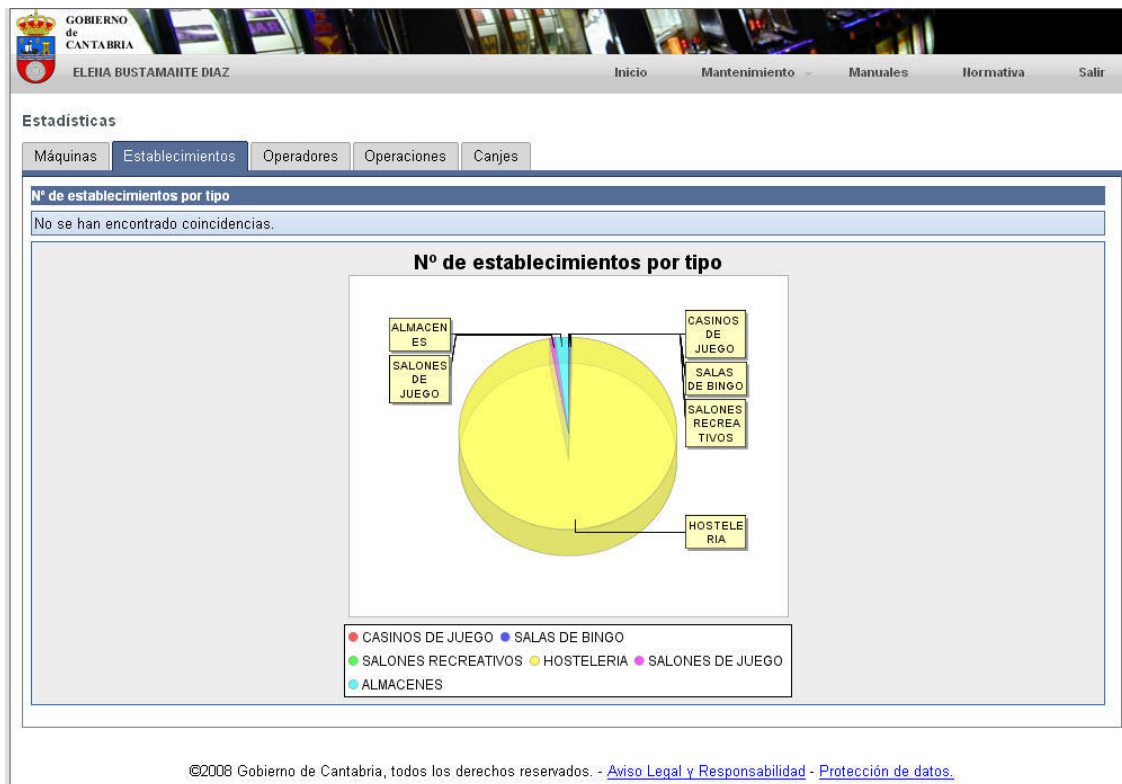 GOBIERNO
de
CANTABRIA
ELENA BUSTAMANTE DIAZ
Inicio
Mantenimiento
Manuales
Normativa
Salir
Estadísticas
Máquinas
Establecimientos
Operadores
Operaciones
Canjes
Nº de establecimientos por tipo
No se han encontrado coincidencias.
Nº de establecimientos por tipo
ALMACEN
ES
SALONES
DE
JUEGO
CASINOS
DE
JUEGO
SALAS
DE BINGO
SALONES
RECREA
TIVOS
HOSTELE
RIA
CASINOS DE JUEGO SALAS DE BINGO
SALONES RECREATIVOS HOSTELERIA SALONES DE JUEGO
ALMACENES
©2008 Gobierno de Cantabria, todos los derechos reservados. - Aviso Legal y Responsabilidad - Protección de datos.